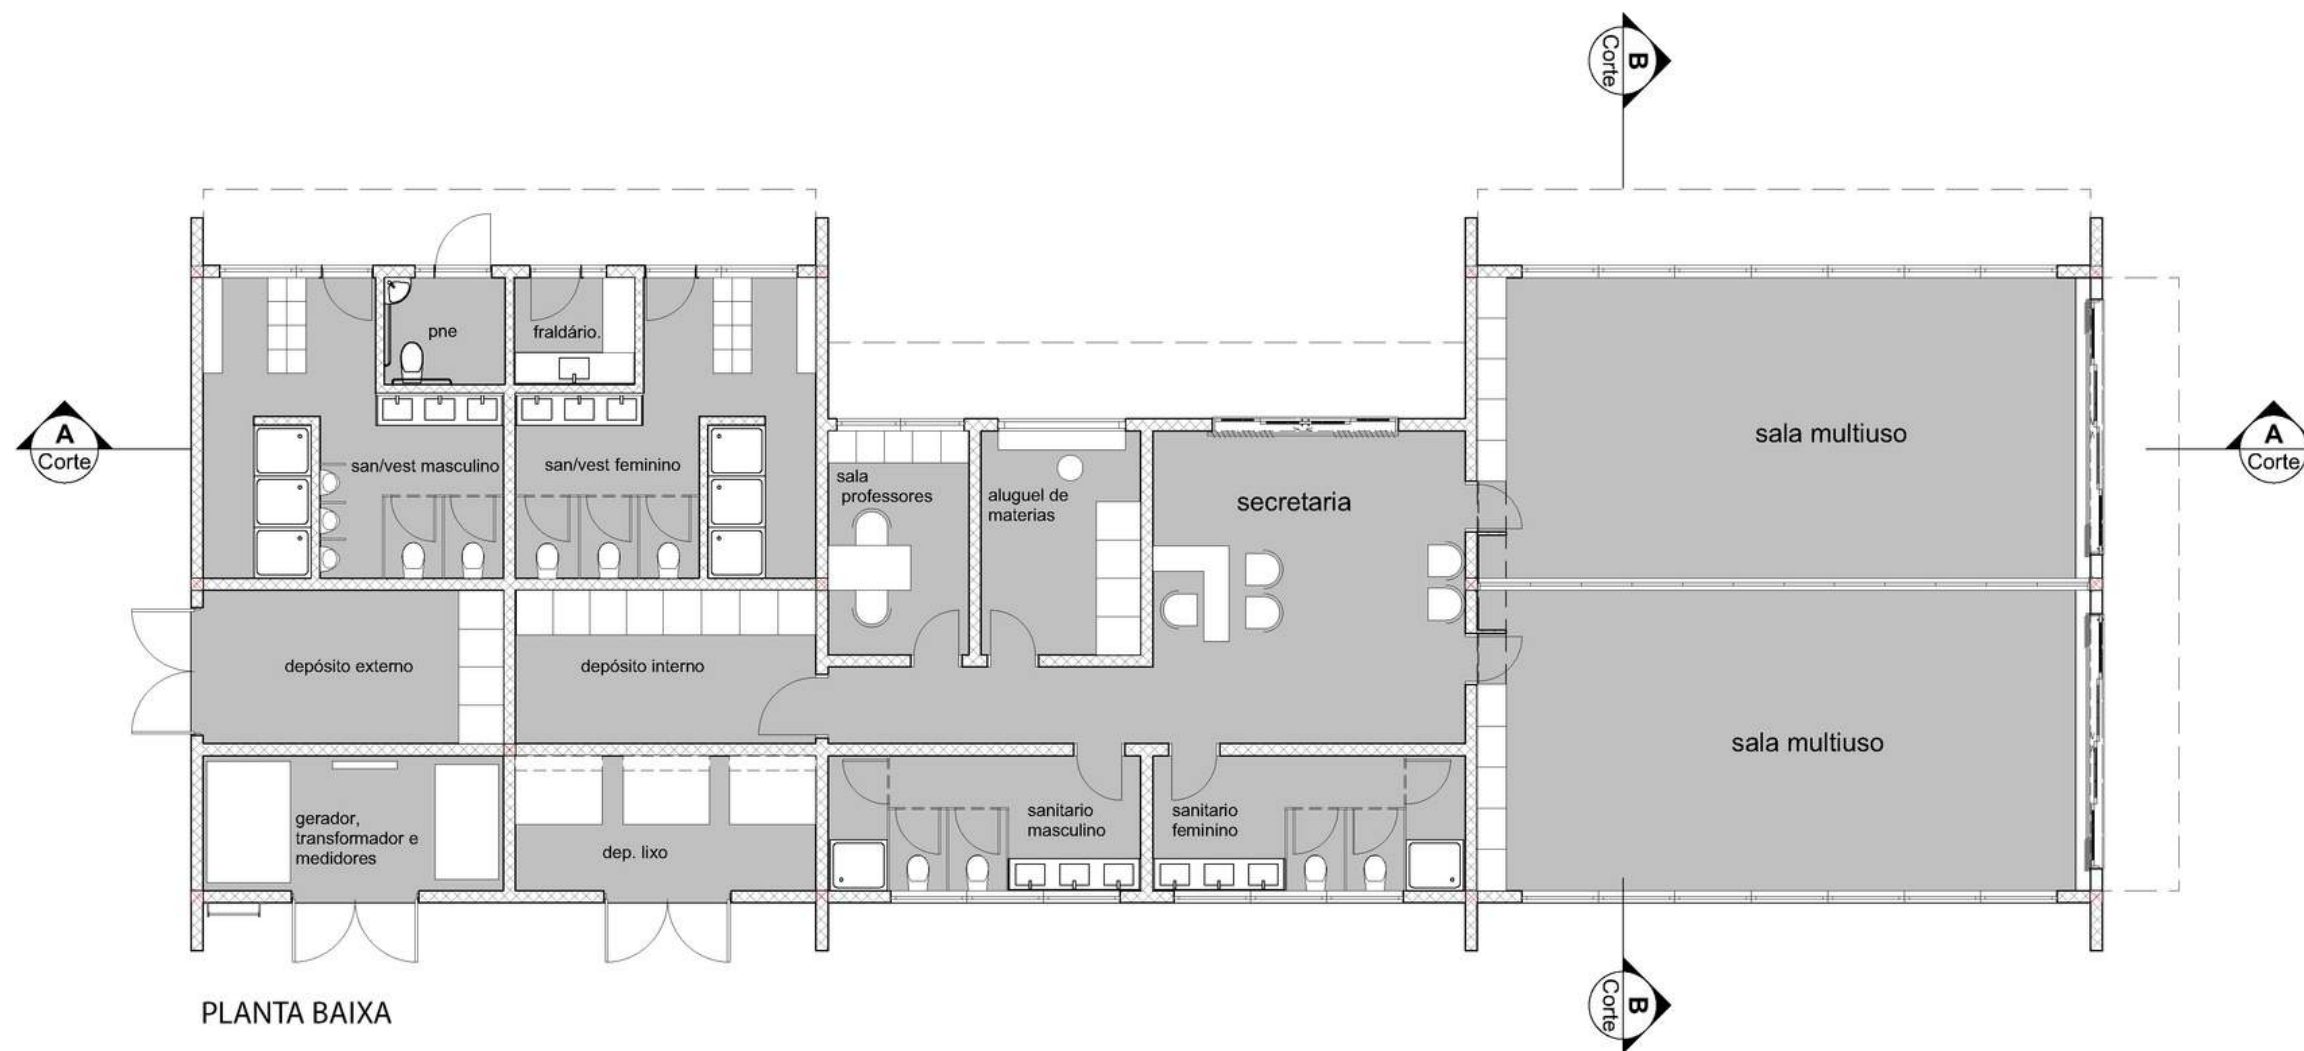 B
Corte
pne
fraldário.
A
Corte
san/vest masculino
san/vest feminino
sala
professores
aluguel de
materias
secretaria
sala multiuso
A
Corte
depósito externo
depósito interno
sala multiuso
gerador,
transformador e
medidores
dep. lixo
sanitario
masculino
sanitario
feminino
B
Corte
PLANTA BAIXA